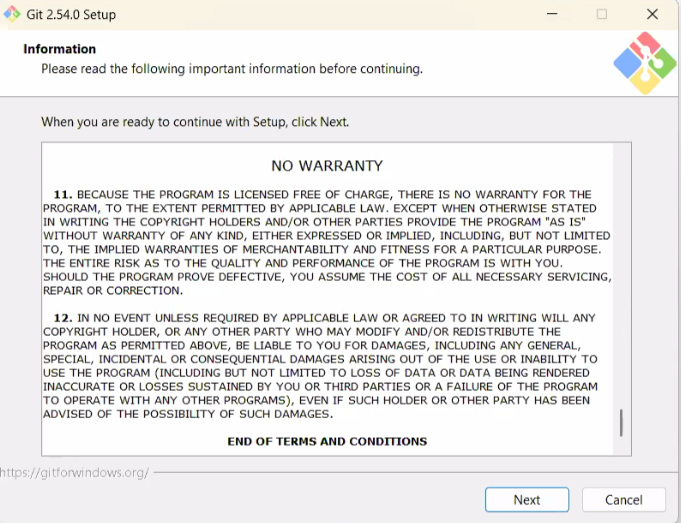 Git 2.54.0 Setup
Information
Please read the following important information before continuing.
When you are ready to continue with Setup, click Next.
NO WARRANTY
11. BECAUSE THE PROGRAM IS LICENSED FREE OF CHARGE, THERE IS NO WARRANTY FOR THE
PROGRAM, TO THE EXTENT PERMITTED BY APPLICABLE LAW. EXCEPT WHEN OTHERWISE STATED
IN WRITING THE COPYRIGHT HOLDERS AND/OR OTHER PARTIES PROVIDE THE PROGRAM "AS IS"
WITHOUT WARRANTY OF ANY KIND, EITHER EXPRESSED OR IMPLIED, INCLUDING, BUT NOT LIMITED
TO, THE IMPLIED WARRANTIES OF MERCHANTABILITY AND FITNESS FOR A PARTICULAR PURPOSE.
THE ENTIRE RISK AS TO THE QUALITY AND PERFORMANCE OF THE PROGRAM IS WITH YOU.
SHOULD THE PROGRAM PROVE DEFECTIVE, YOU ASSUME THE COST OF ALL NECESSARY SERVICING,
REPAIR OR CORRECTION.
12. IN NO EVENT UNLESS REQUIRED BY APPLICABLE LAW OR AGREED TO IN WRITING WILL ANY
COPYRIGHT HOLDER, OR ANY OTHER PARTY WHO MAY MODIFY AND/OR REDISTRIBUTE THE
PROGRAM AS PERMITTED ABOVE, BE LIABLE TO YOU FOR DAMAGES, INCLUDING ANY GENERAL,
SPECIAL, INCIDENTAL OR CONSEQUENTIAL DAMAGES ARISING OUT OF THE USE OR INABILITY TO
USE THE PROGRAM (INCLUDING BUT NOT LIMITED TO LOSS OF DATA OR DATA BEING RENDERED
INACCURATE OR LOSSES SUSTAINED BY YOU OR THIRD PARTIES OR A FAILURE OF THE PROGRAM
TO OPERATE WITH ANY OTHER PROGRAMS), EVEN IF SUCH HOLDER OR OTHER PARTY HAS BEEN
ADVISED OF THE POSSIBILITY OF SUCH DAMAGES.
END OF TERMS AND CONDITIONS
https://gitforwindows.org/
Next
Cancel